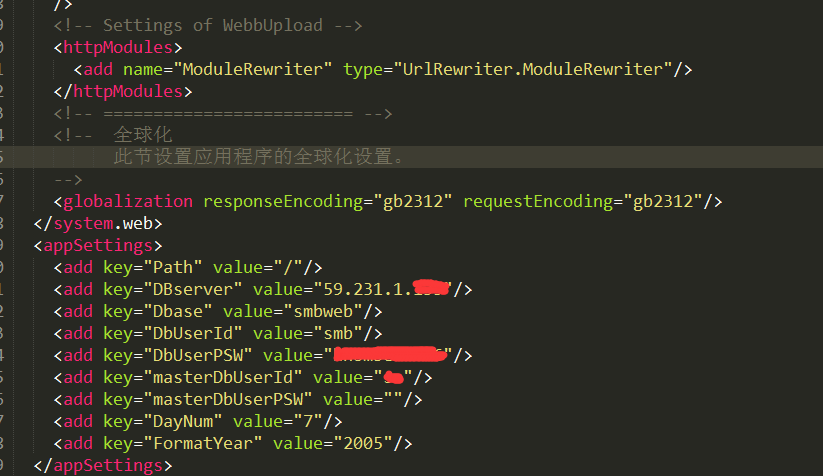 />
<!-- Settings of WebbUpload -->
<httpModules>
<add name="ModuleRewriter" type="UrlRewriter.ModuleRewriter"/>
</httpModules>
<!-- ========================= -->
<!-- 全球化
此节设置应用程序的全球化设置。
-->
<globalization responseEncoding="gb2312" requestEncoding="gb2312"/>
</system.web>
<appSettings>
<add key="Path" value="/"/>
<add key="DBserver" value="59.231.1."/>
<add key="Dbase" value="smbweb"/>
<add key="DbUserId" value="smb"/>
<add key="DbUserPSW" value=""/>
<add key="masterDbUserId" value=""/>
<add key="masterDbUserPSW" value=""/>
<add key="DayNum" value="7"/>
<add key="FormatYear" value="2005"/>
</appSettings>